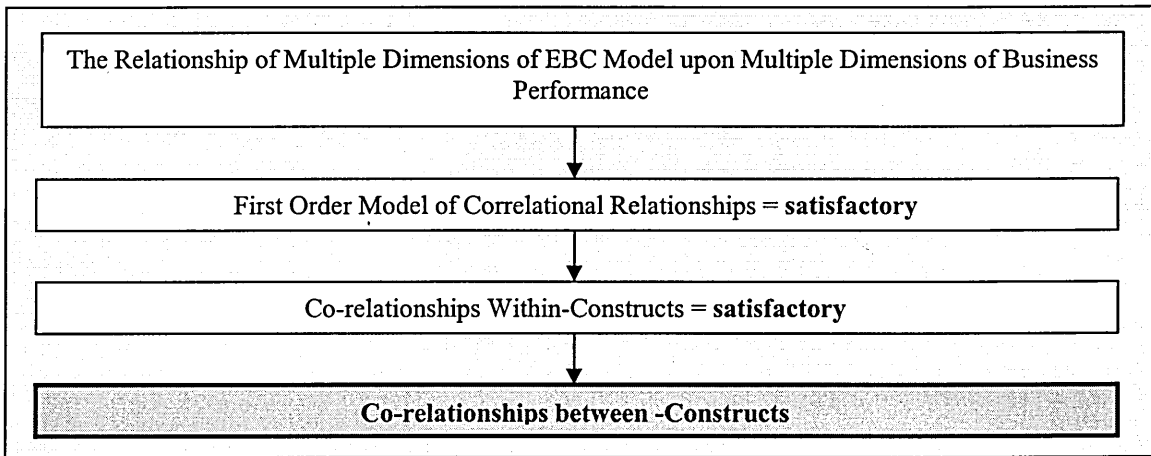 The Relationship of Multiple Dimensions of EBC Model upon Multiple Dimensions of Business
Performance
First Order Model of Correlational Relationships = satisfactory
Co-relationships Within-Constructs = satisfactory
Co-relationships between -Constructs